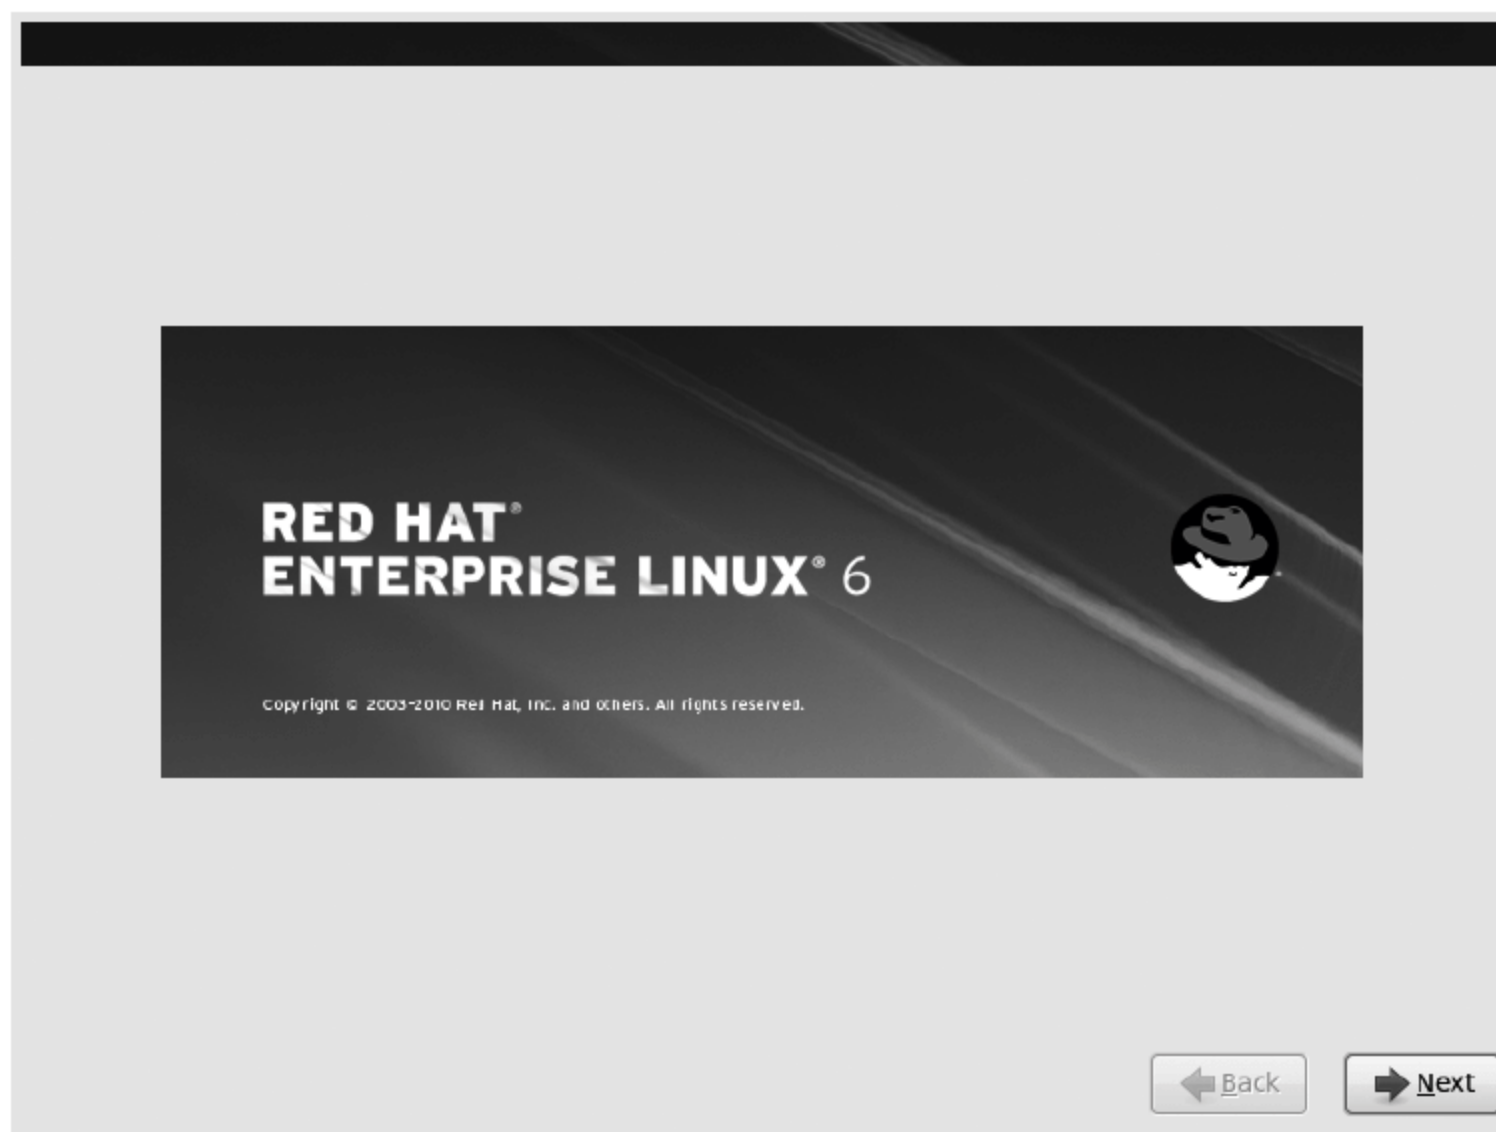 RED HAT®
ENTERPRISE LINUX® 6
Copyright © 2003-2010 Red Hat, Inc. and others. All rights reserved.
Back
Next